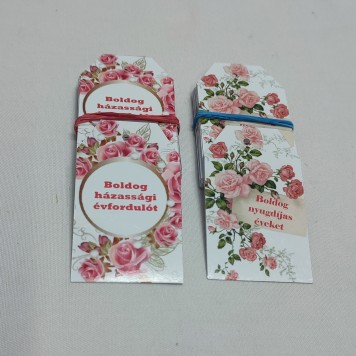 Boldog
házassági
Boldog
házassági
évfordulót
Boldog
nyugdíjas
éveket